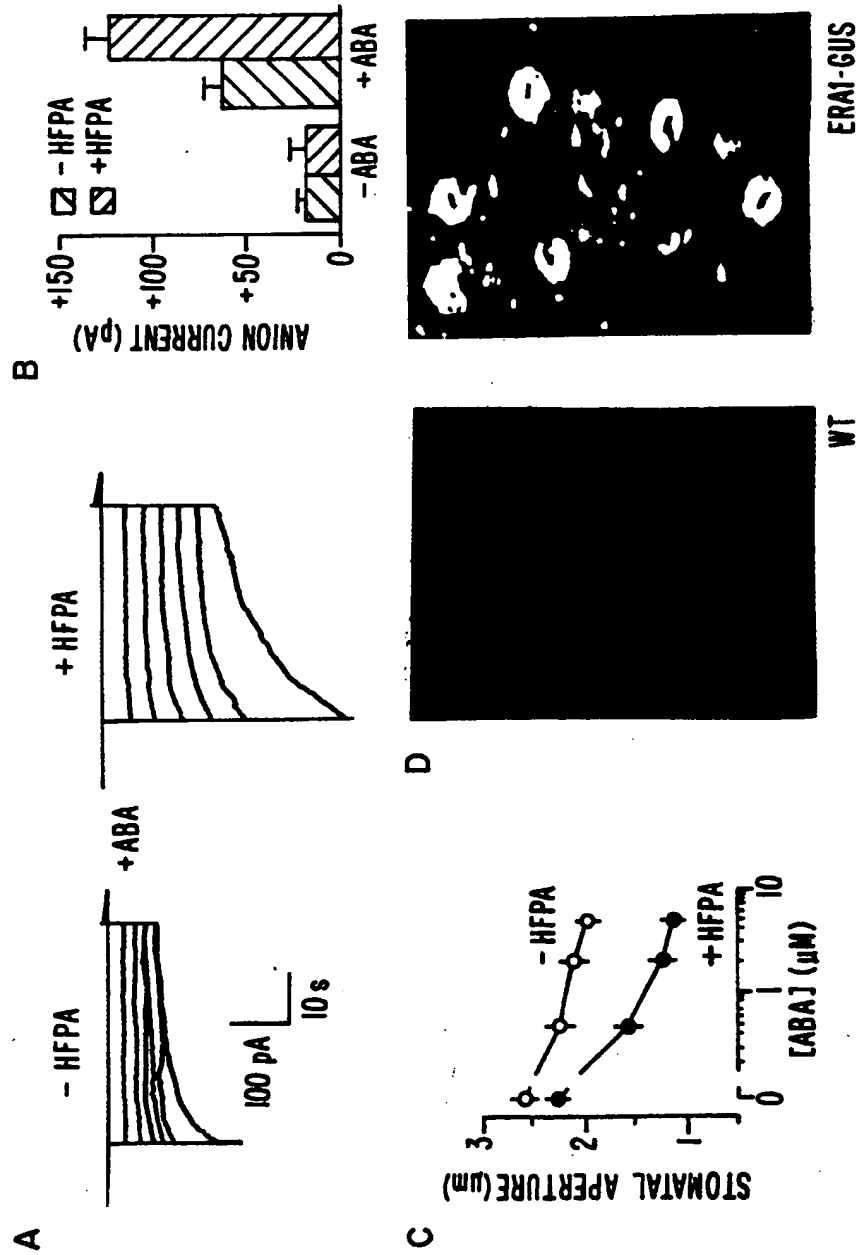 A
- HFPA
+ABA
+ HFPA
100 pA
10 s
B
ANION CURRENT (pA)
+150
+100
+50
0
- HFPA
+HFPA
-ABA
+ABA
C
STOMATAL APERTURE (µm)
3
2
1
-HFPA
+HFPA
0
1
10
[ABA] (µM)
D
WT
ERA1-GUS